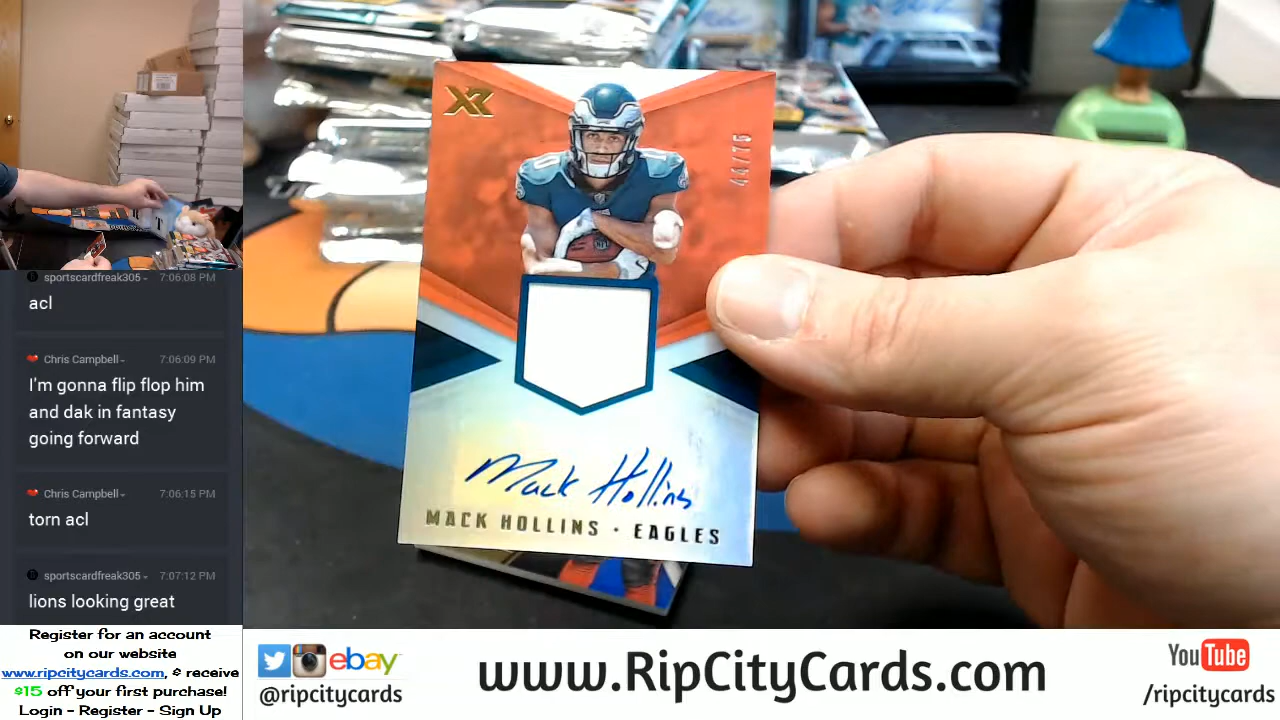 sportscardfreak305 7:06:08 PM
acl
Chris Campbell 7:06:09 PM
I'm gonna flip flop him
and dak in fantasy
going forward
Chris Campbell 7:06:15 PM
torn acl
sportscardfreak305 7:07:12 PM
lions looking great
Register for an account
on our website
www.ripcitycards.com, & receive
$15 off your first purchase!
Login - Register - Sign Up
XR
10
44/75
Mack Hollins
MACK HOLLINS · EAGLES
ebay
@ripcitycards
www.RipCityCards.com
YouTube
/ripcitycards